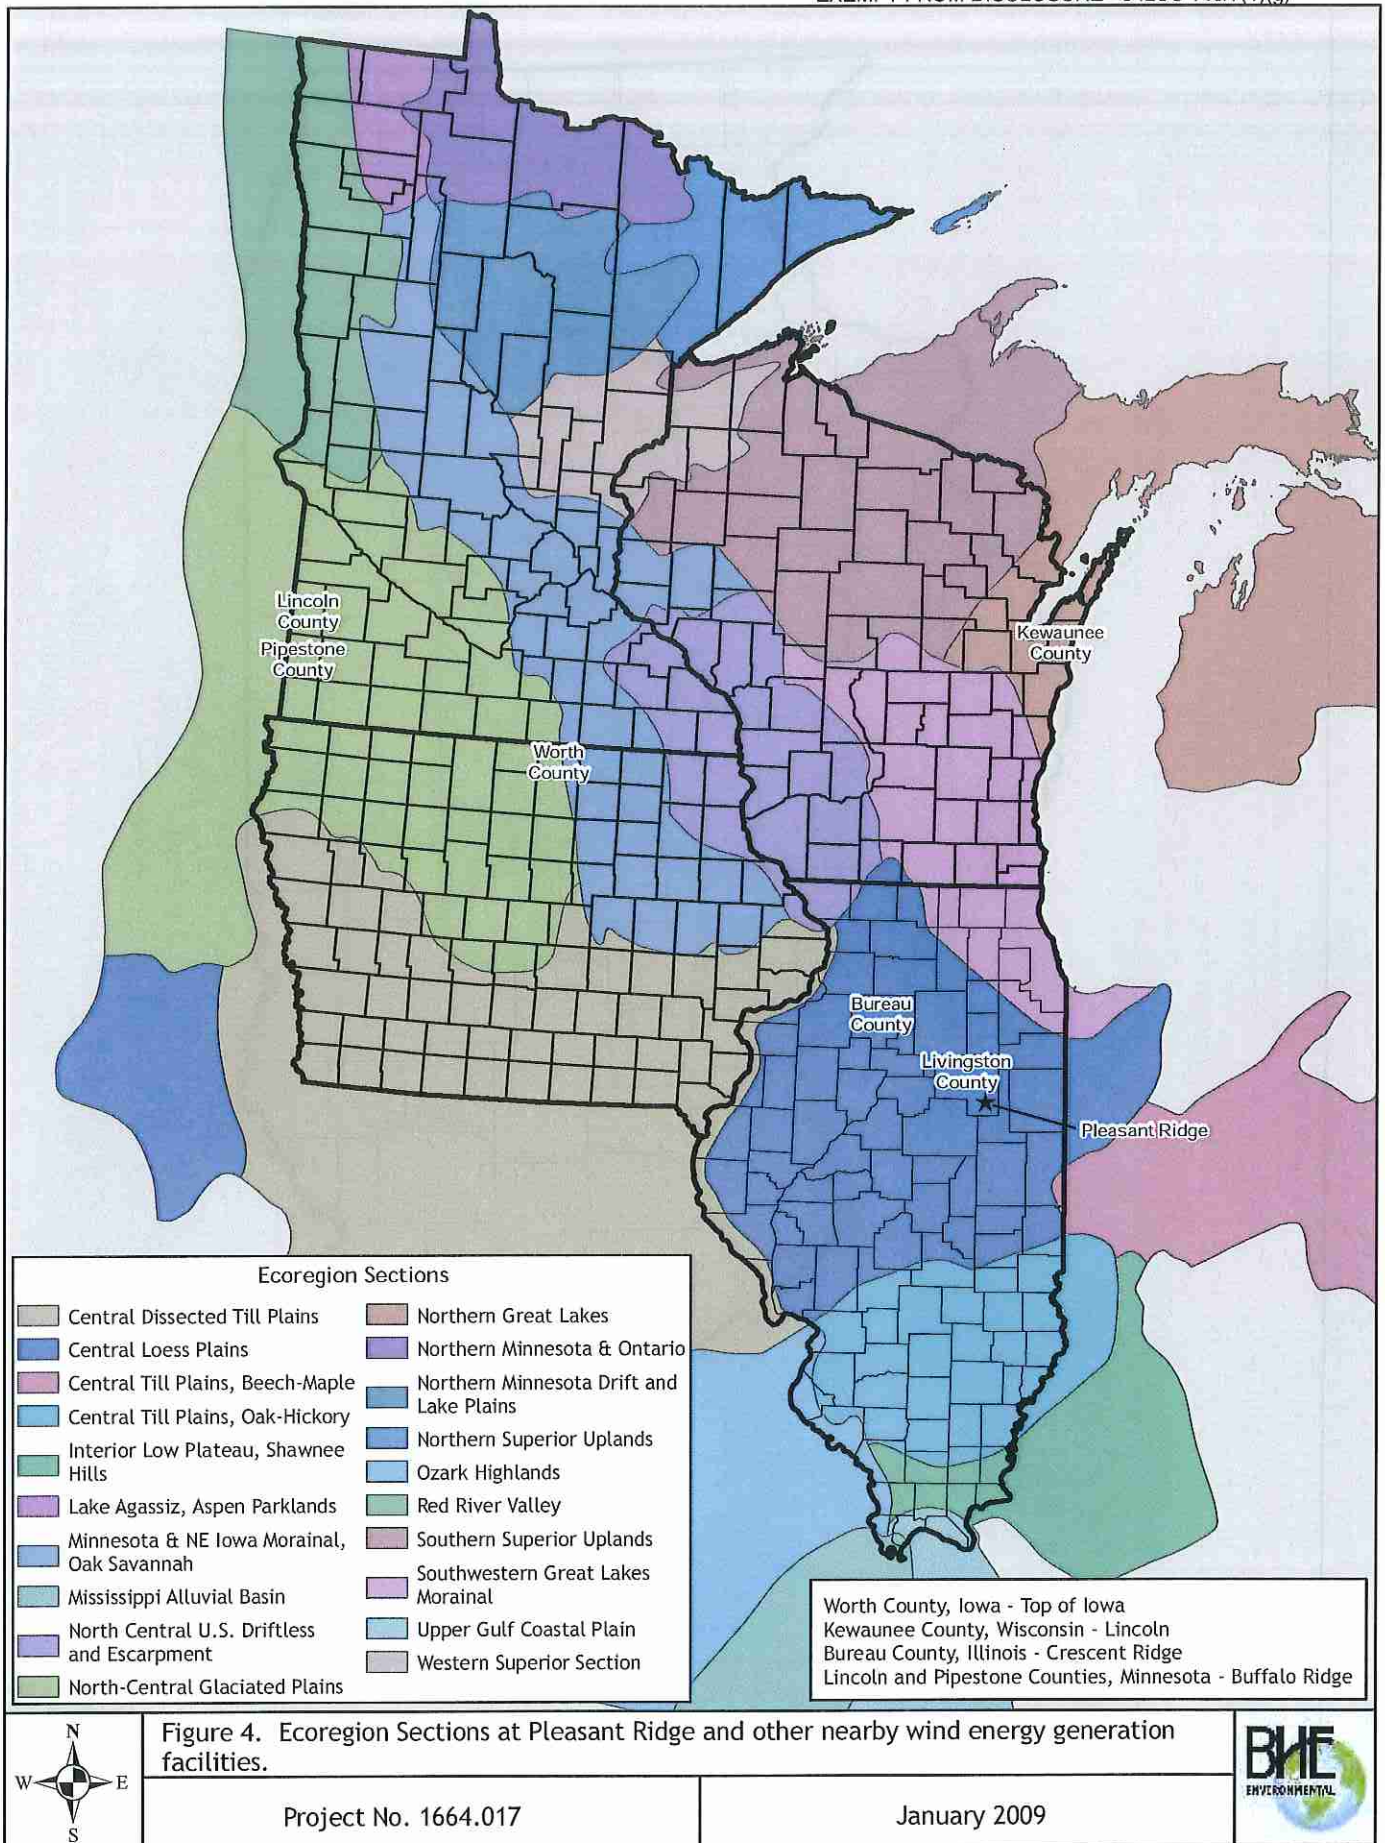 Lincoln
County
Pipestone
County
Kewaunee
County
Worth
County
Bureau
County
Livingston
County
Pleasant Ridge
Ecoregion Sections
Central Dissected Till Plains
Central Loess Plains
Central Till Plains, Beech-Maple
Central Till Plains, Oak-Hickory
Interior Low Plateau, Shawnee
Hills
Lake Agassiz, Aspen Parklands
Minnesota & NE Iowa Morainal,
Oak Savannah
Mississippi Alluvial Basin
North Central U.S. Driftless
and Escarpment
North-Central Glaciated Plains
Northern Great Lakes
Northern Minnesota & Ontario
Northern Minnesota Drift and
Lake Plains
Northern Superior Uplands
Ozark Highlands
Red River Valley
Southern Superior Uplands
Southwestern Great Lakes
Morainal
Upper Gulf Coastal Plain
Western Superior Section
Worth County, Iowa - Top of Iowa
Kewaunee County, Wisconsin - Lincoln
Bureau County, Illinois - Crescent Ridge
Lincoln and Pipestone Counties, Minnesota - Buffalo Ridge
N
W E
S
Figure 4. Ecoregion Sections at Pleasant Ridge and other nearby wind energy generation
facilities.
Project No. 1664.017
January 2009
BHE
ENVIRONMENTAL